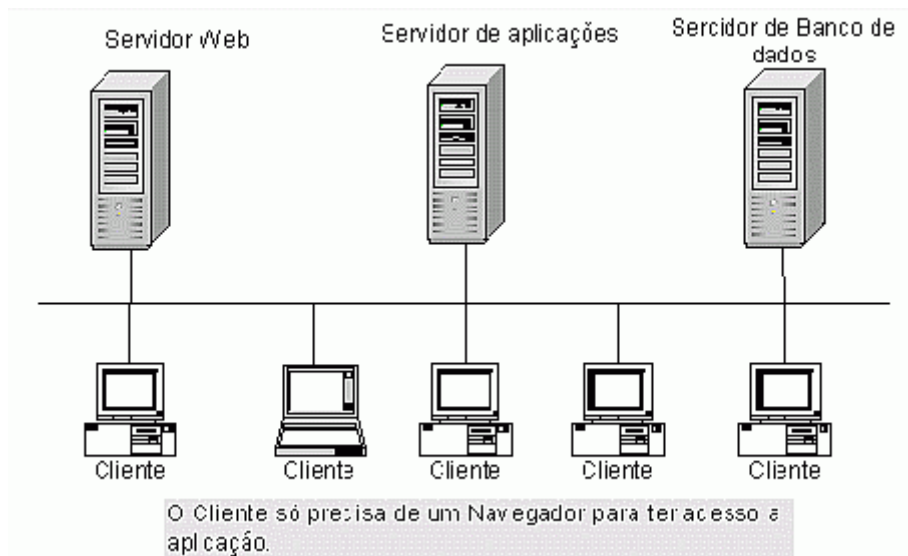 Servidor Web
Servidor de aplicações
Sercidor de Banco de
dados
Cliente
Cliente
Cliente
Cliente
Cliente
O Cliente só precisa de um Navegador para ter acesso a
aplicação.